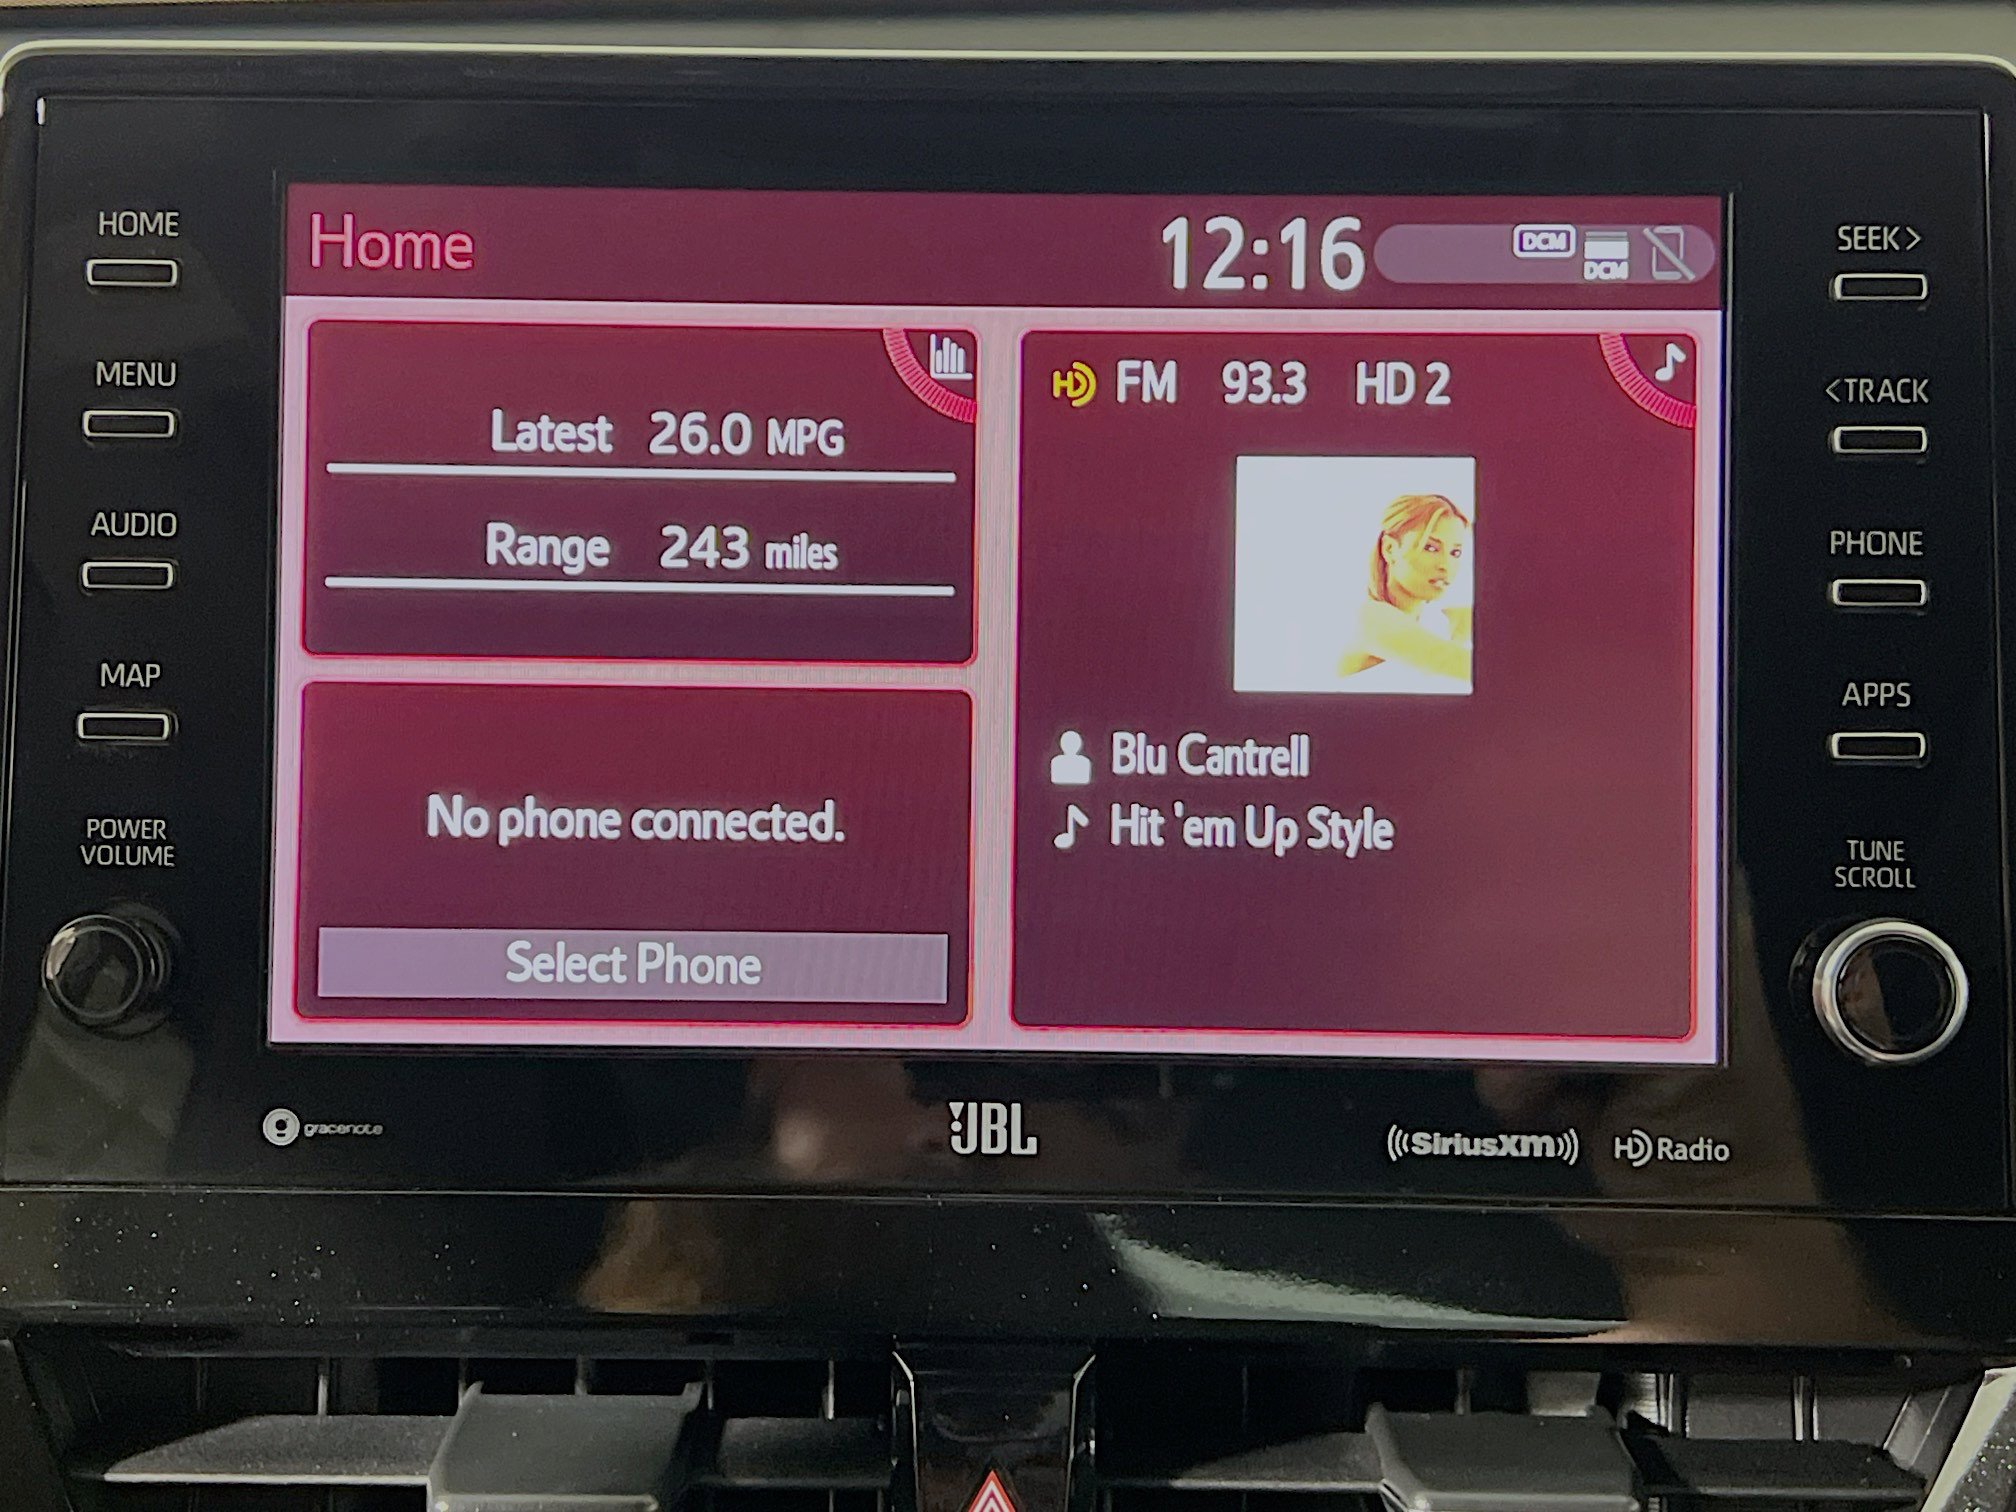 HOME
MENU
AUDIO
MAP
POWER
VOLUME
Home
12:16
DCM
DCM
Latest 26.0 MPG
Range 243 miles
No phone connected.
Select Phone
HD FM 93.3 HD 2
Blu Cantrell
Hit 'em Up Style
SEEK >
< TRACK
PHONE
APPS
TUNE
SCROLL
g gracenote
JBL
((SiriusXM))
HD Radio